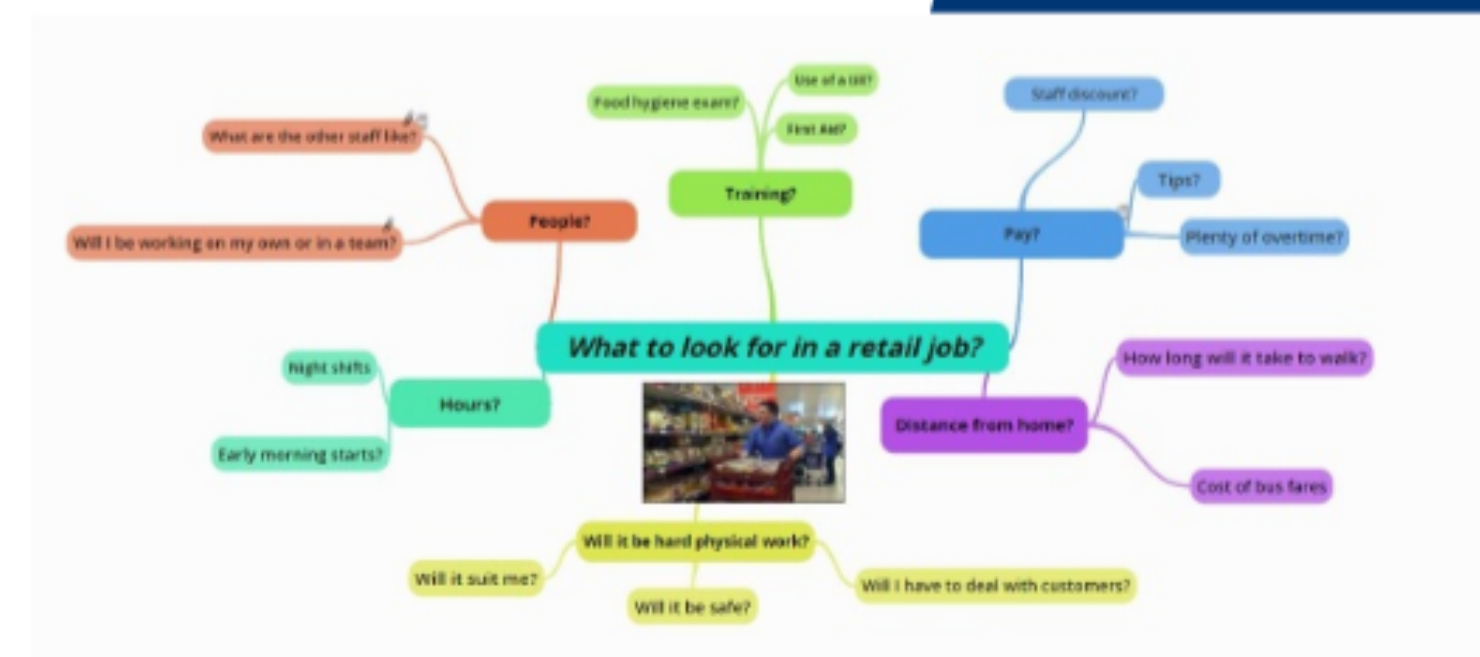 Use of a till?
Staff discount?
Food hygiene exam?
First Aid?
What are the other staff like?
Tips?
Training?
People?
Pay?
Plenty of overtime?
Will I be working on my own or in a team?
What to look for in a retail job?
How long will it take to walk?
Night shifts
Hours?
Distance from home?
Early morning starts?
Cost of bus fares
Will it be hard physical work?
Will it suit me?
Will I have to deal with customers?
Will it be safe?